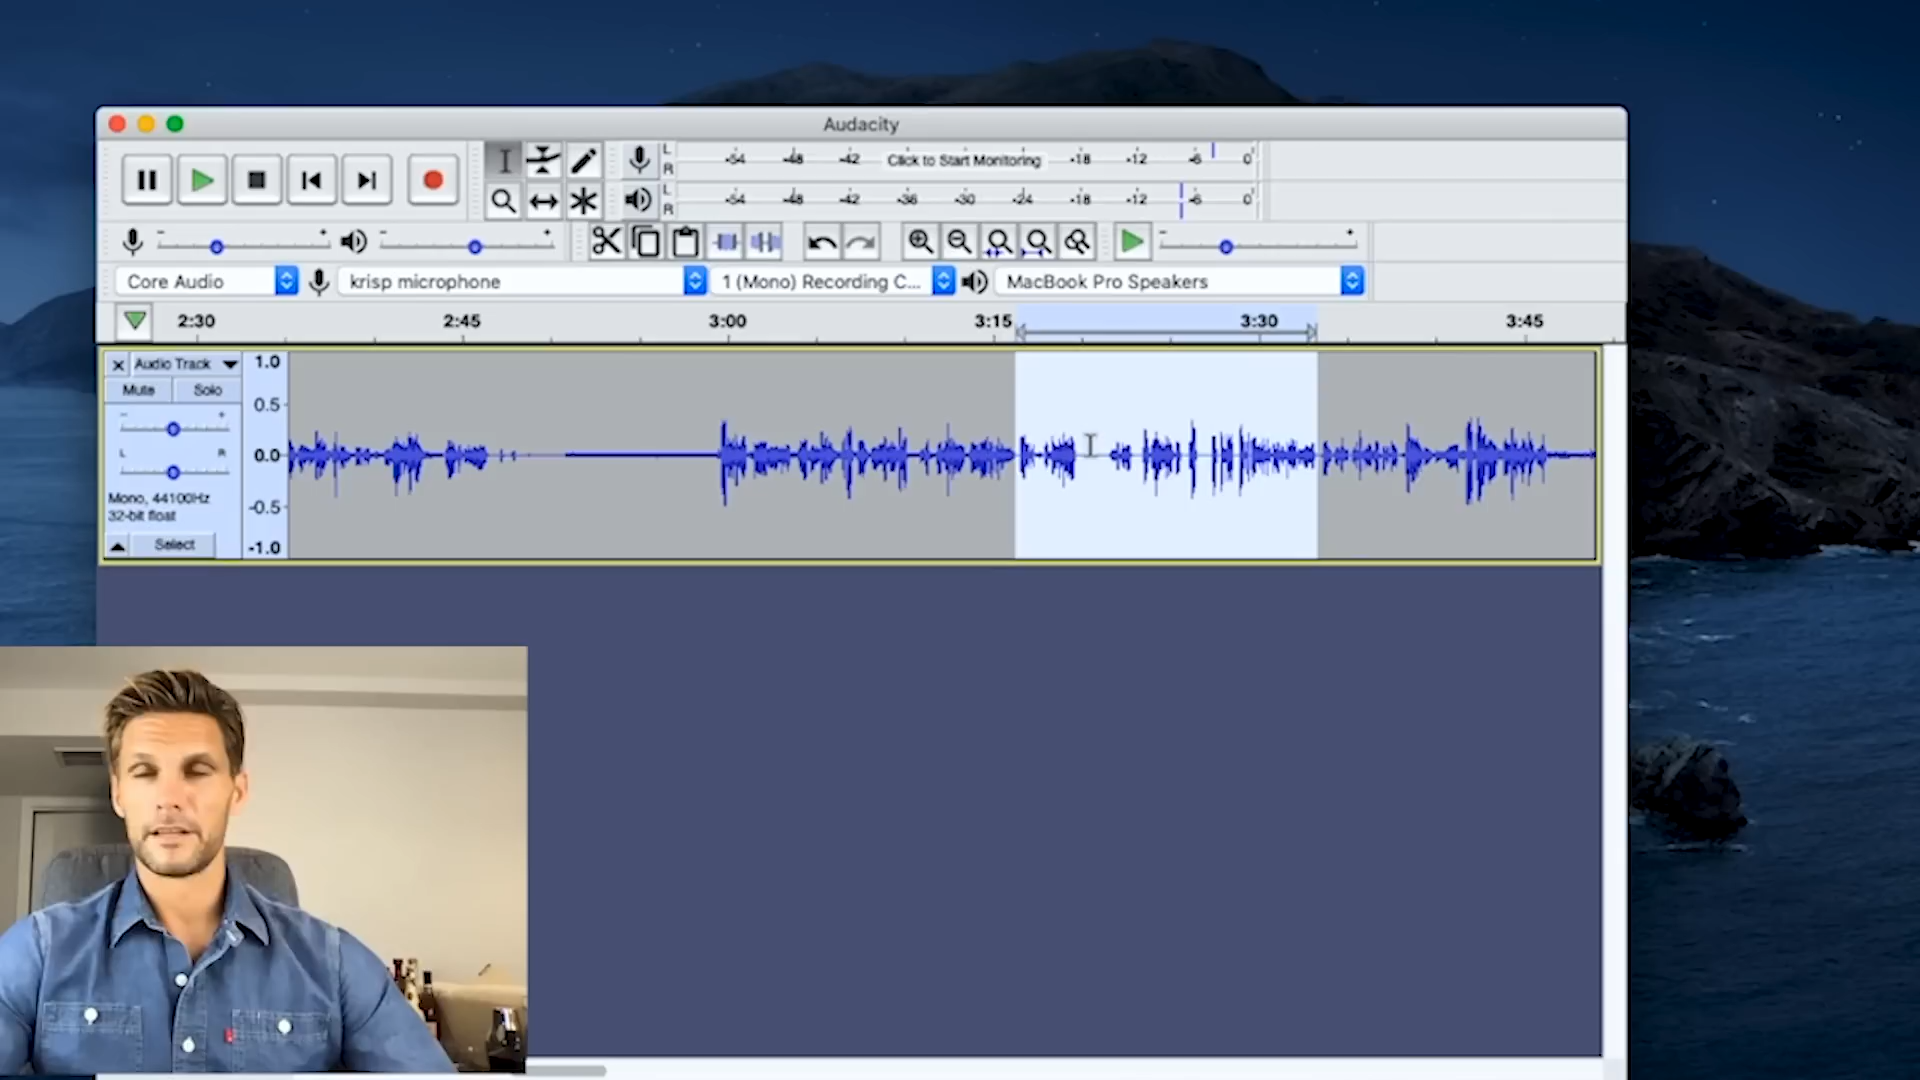 Audacity
L
R
-54 -48 -42 Click to Start Monitoring -18 -12 -6 0
L
R
-54 -48 -42 -36 -30 -24 -18 -12 -6 0
- + - + - +
Core Audio krisp microphone 1 (Mono) Recording C... MacBook Pro Speakers
2:30 2:45 3:00 3:15 3:30 3:45
× Audio Track 1.0
Mute Solo
- + 0.5
L R 0.0
Mono, 44100Hz
32-bit float -0.5
Select -1.0